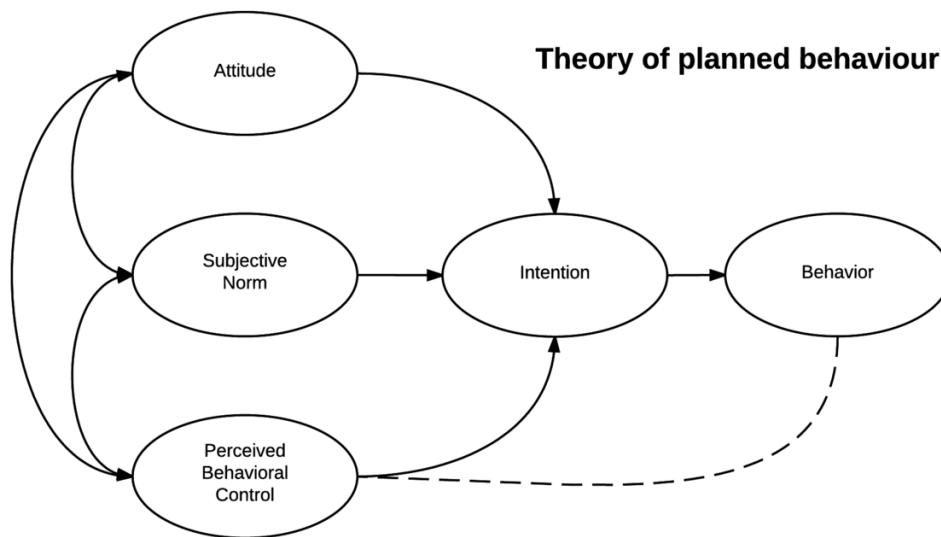 Theory of planned behaviour
Attitude
Subjective
Norm
Intention
Behavior
Perceived
Behavioral
Control